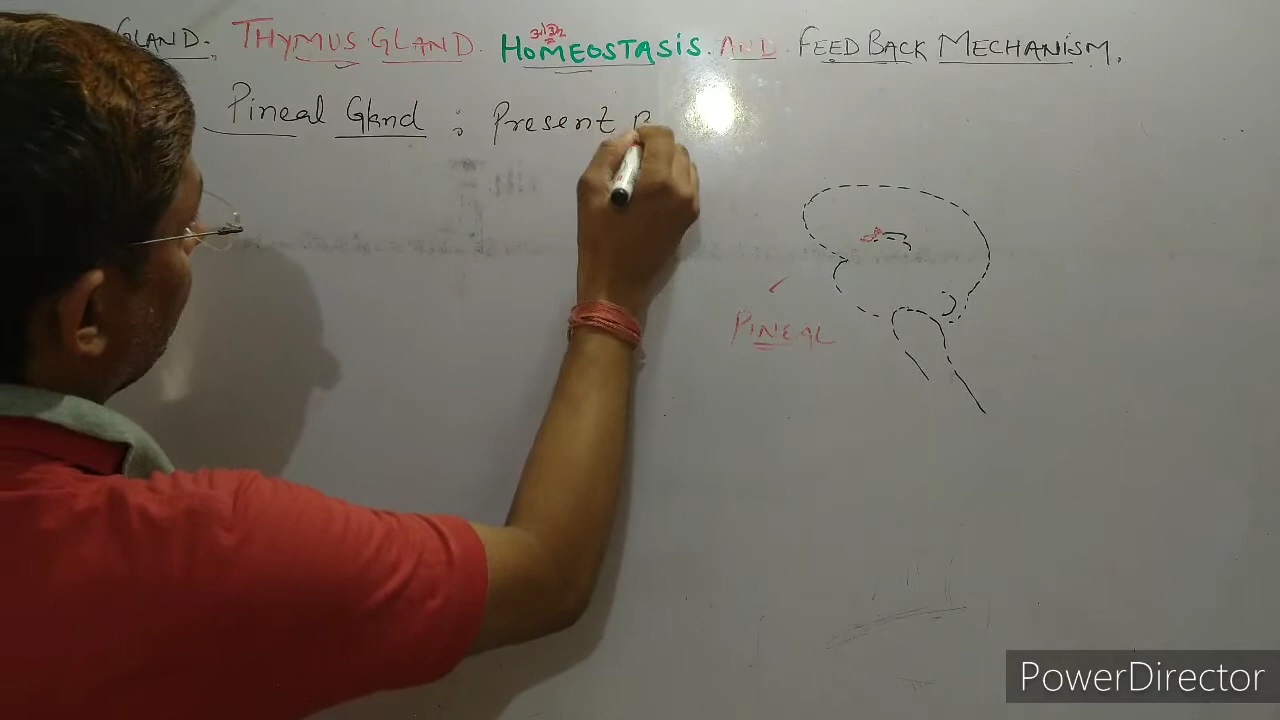 GLAND. THYMUS GLAND. HOMEOSTASIS. AND FEED BACK MECHANISM.
Pineal Gland : Present
PINEAL
PowerDirector